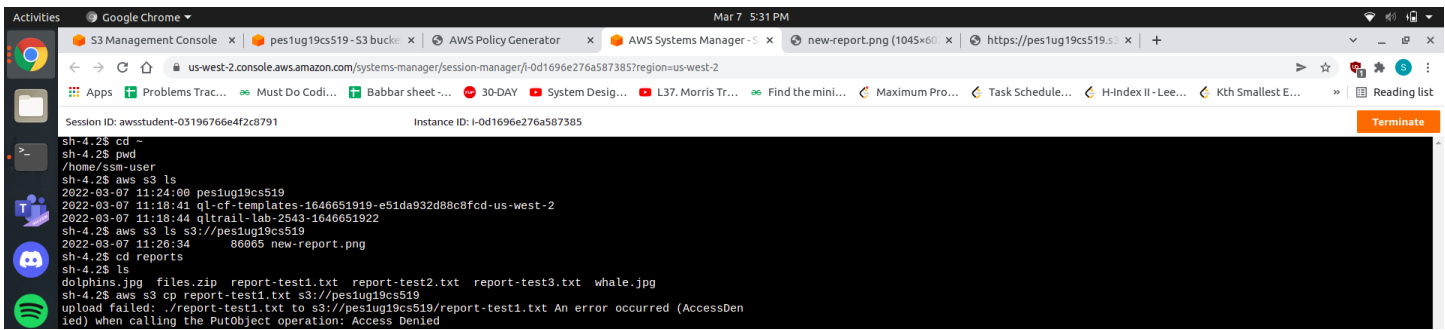 Activities Google Chrome Mar 7 5:31 PM
S3 Management Console pes1ug19cs519 - S3 bucke AWS Policy Generator AWS Systems Manager - S new-report.png (1045×60 https://pes1ug19cs519.s3
us-west-2.console.aws.amazon.com/systems-manager/session-manager/i-0d1696e276a587385?region=us-west-2
Apps Problems Trac... Must Do Codi... Babbar sheet -... 30-DAY System Desig... L37. Morris Tr... Find the mini... Maximum Pro... Task Schedule... H-Index II - Lee... Kth Smallest E... » Reading list
Session ID: awsstudent-03196766e4f2c8791 Instance ID: i-0d1696e276a587385 Terminate
sh-4.2$ cd ~
sh-4.2$ pwd
/home/ssm-user
sh-4.2$ aws s3 ls
2022-03-07 11:24:00 pes1ug19cs519
2022-03-07 11:18:41 ql-cf-templates-1646651919-e51da932d88c8fcd-us-west-2
2022-03-07 11:18:44 qltrail-lab-2543-1646651922
sh-4.2$ aws s3 ls s3://pes1ug19cs519
2022-03-07 11:26:34 86065 new-report.png
sh-4.2$ cd reports
sh-4.2$ ls
dolphins.jpg files.zip report-test1.txt report-test2.txt report-test3.txt whale.jpg
sh-4.2$ aws s3 cp report-test1.txt s3://pes1ug19cs519
upload failed: ./report-test1.txt to s3://pes1ug19cs519/report-test1.txt An error occurred (AccessDen
ied) when calling the PutObject operation: Access Denied